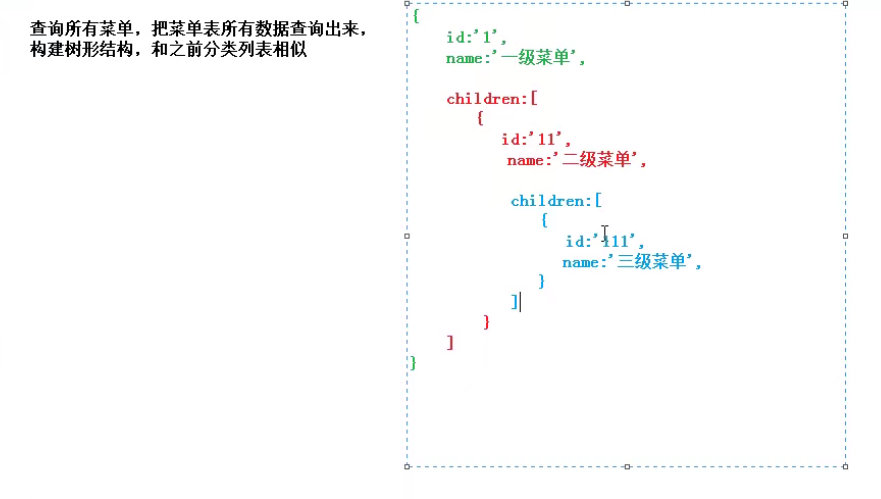 查询所有菜单，把菜单表所有数据查询出来，
构建树形结构，和之前分类列表相似
{
id:'1',
name:'一级菜单',
children:[
{
id:'11',
name:'二级菜单',
children:[
{
id:'111',
name:'三级菜单',
}
]
}
]
}